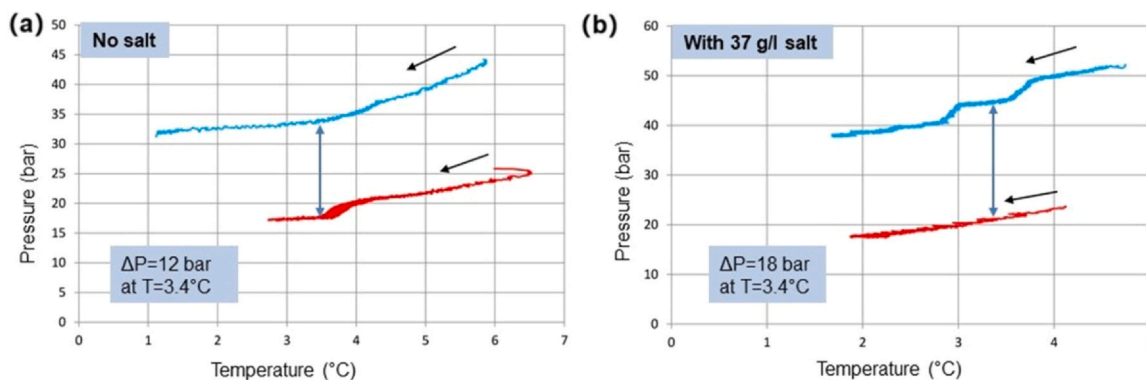 (a)
No salt
Pressure (bar)
50
45
40
35
30
25
20
15
10
5
0
ΔP=12 bar
at T=3.4°C
0 1 2 3 4 5 6 7
Temperature (°C)
(b)
With 37 g/l salt
Pressure (bar)
60
50
40
30
20
10
0
ΔP=18 bar
at T=3.4°C
0 1 2 3 4
Temperature (°C)